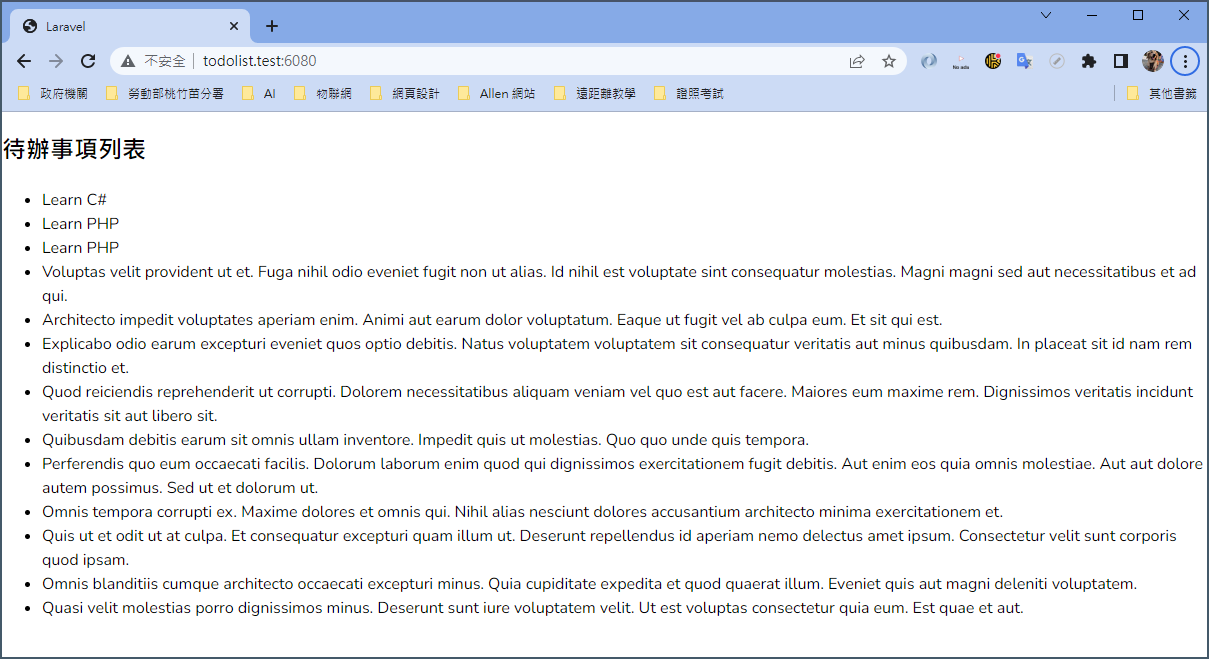 Laravel
不安全 todolist.test:6080
No ads
政府機關 勞動部桃竹苗分署 AI 物聯網 網頁設計 Allen 網站 遠距離教學 證照考試 其他書籤
待辦事項列表
• Learn C#
• Learn PHP
• Learn PHP
• Voluptas velit provident ut et. Fuga nihil odio eveniet fugit non ut alias. Id nihil est voluptate sint consequatur molestias. Magni magni sed aut necessitatibus et ad
qui.
• Architecto impedit voluptates aperiam enim. Animi aut earum dolor voluptatum. Eaque ut fugit vel ab culpa eum. Et sit qui est.
• Explicabo odio earum excepturi eveniet quos optio debitis. Natus voluptatem voluptatem sit consequatur veritatis aut minus quibusdam. In placeat sit id nam rem
distinctio et.
• Quod reiciendis reprehenderit ut corrupti. Dolorem necessitatibus aliquam veniam vel quo est aut facere. Maiores eum maxime rem. Dignissimos veritatis incidunt
veritatis sit aut libero sit.
• Quibusdam debitis earum sit omnis ullam inventore. Impedit quis ut molestias. Quo quo unde quis tempora.
• Perferendis quo eum occaecati facilis. Dolorum laborum enim quod qui dignissimos exercitationem fugit debitis. Aut enim eos quia omnis molestiae. Aut aut dolore
autem possimus. Sed ut et dolorum ut.
• Omnis tempora corrupti ex. Maxime dolores et omnis qui. Nihil alias nesciunt dolores accusantium architecto minima exercitationem et.
• Quis ut et odit ut at culpa. Et consequatur excepturi quam illum ut. Deserunt repellendus id aperiam nemo delectus amet ipsum. Consectetur velit sunt corporis
quod ipsam.
• Omnis blanditiis cumque architecto occaecati excepturi minus. Quia cupiditate expedita et quod quaerat illum. Eveniet quis aut magni deleniti voluptatem.
• Quasi velit molestias porro dignissimos minus. Deserunt sunt iure voluptatem velit. Ut est voluptas consectetur quia eum. Est quae et aut.